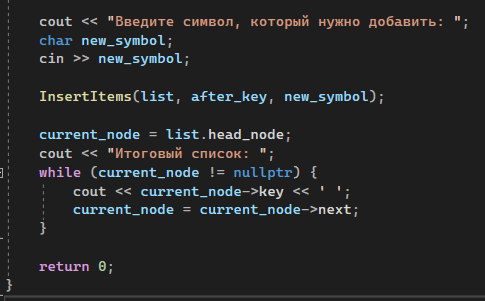 cout << "Введите символ, который нужно добавить: ";
char new_symbol;
cin >> new_symbol;
InsertItems(list, after_key, new_symbol);
current_node = list.head_node;
cout << "Итоговый список: ";
while (current_node != nullptr) {
cout << current_node->key << ' ';
current_node = current_node->next;
}
return 0;
}